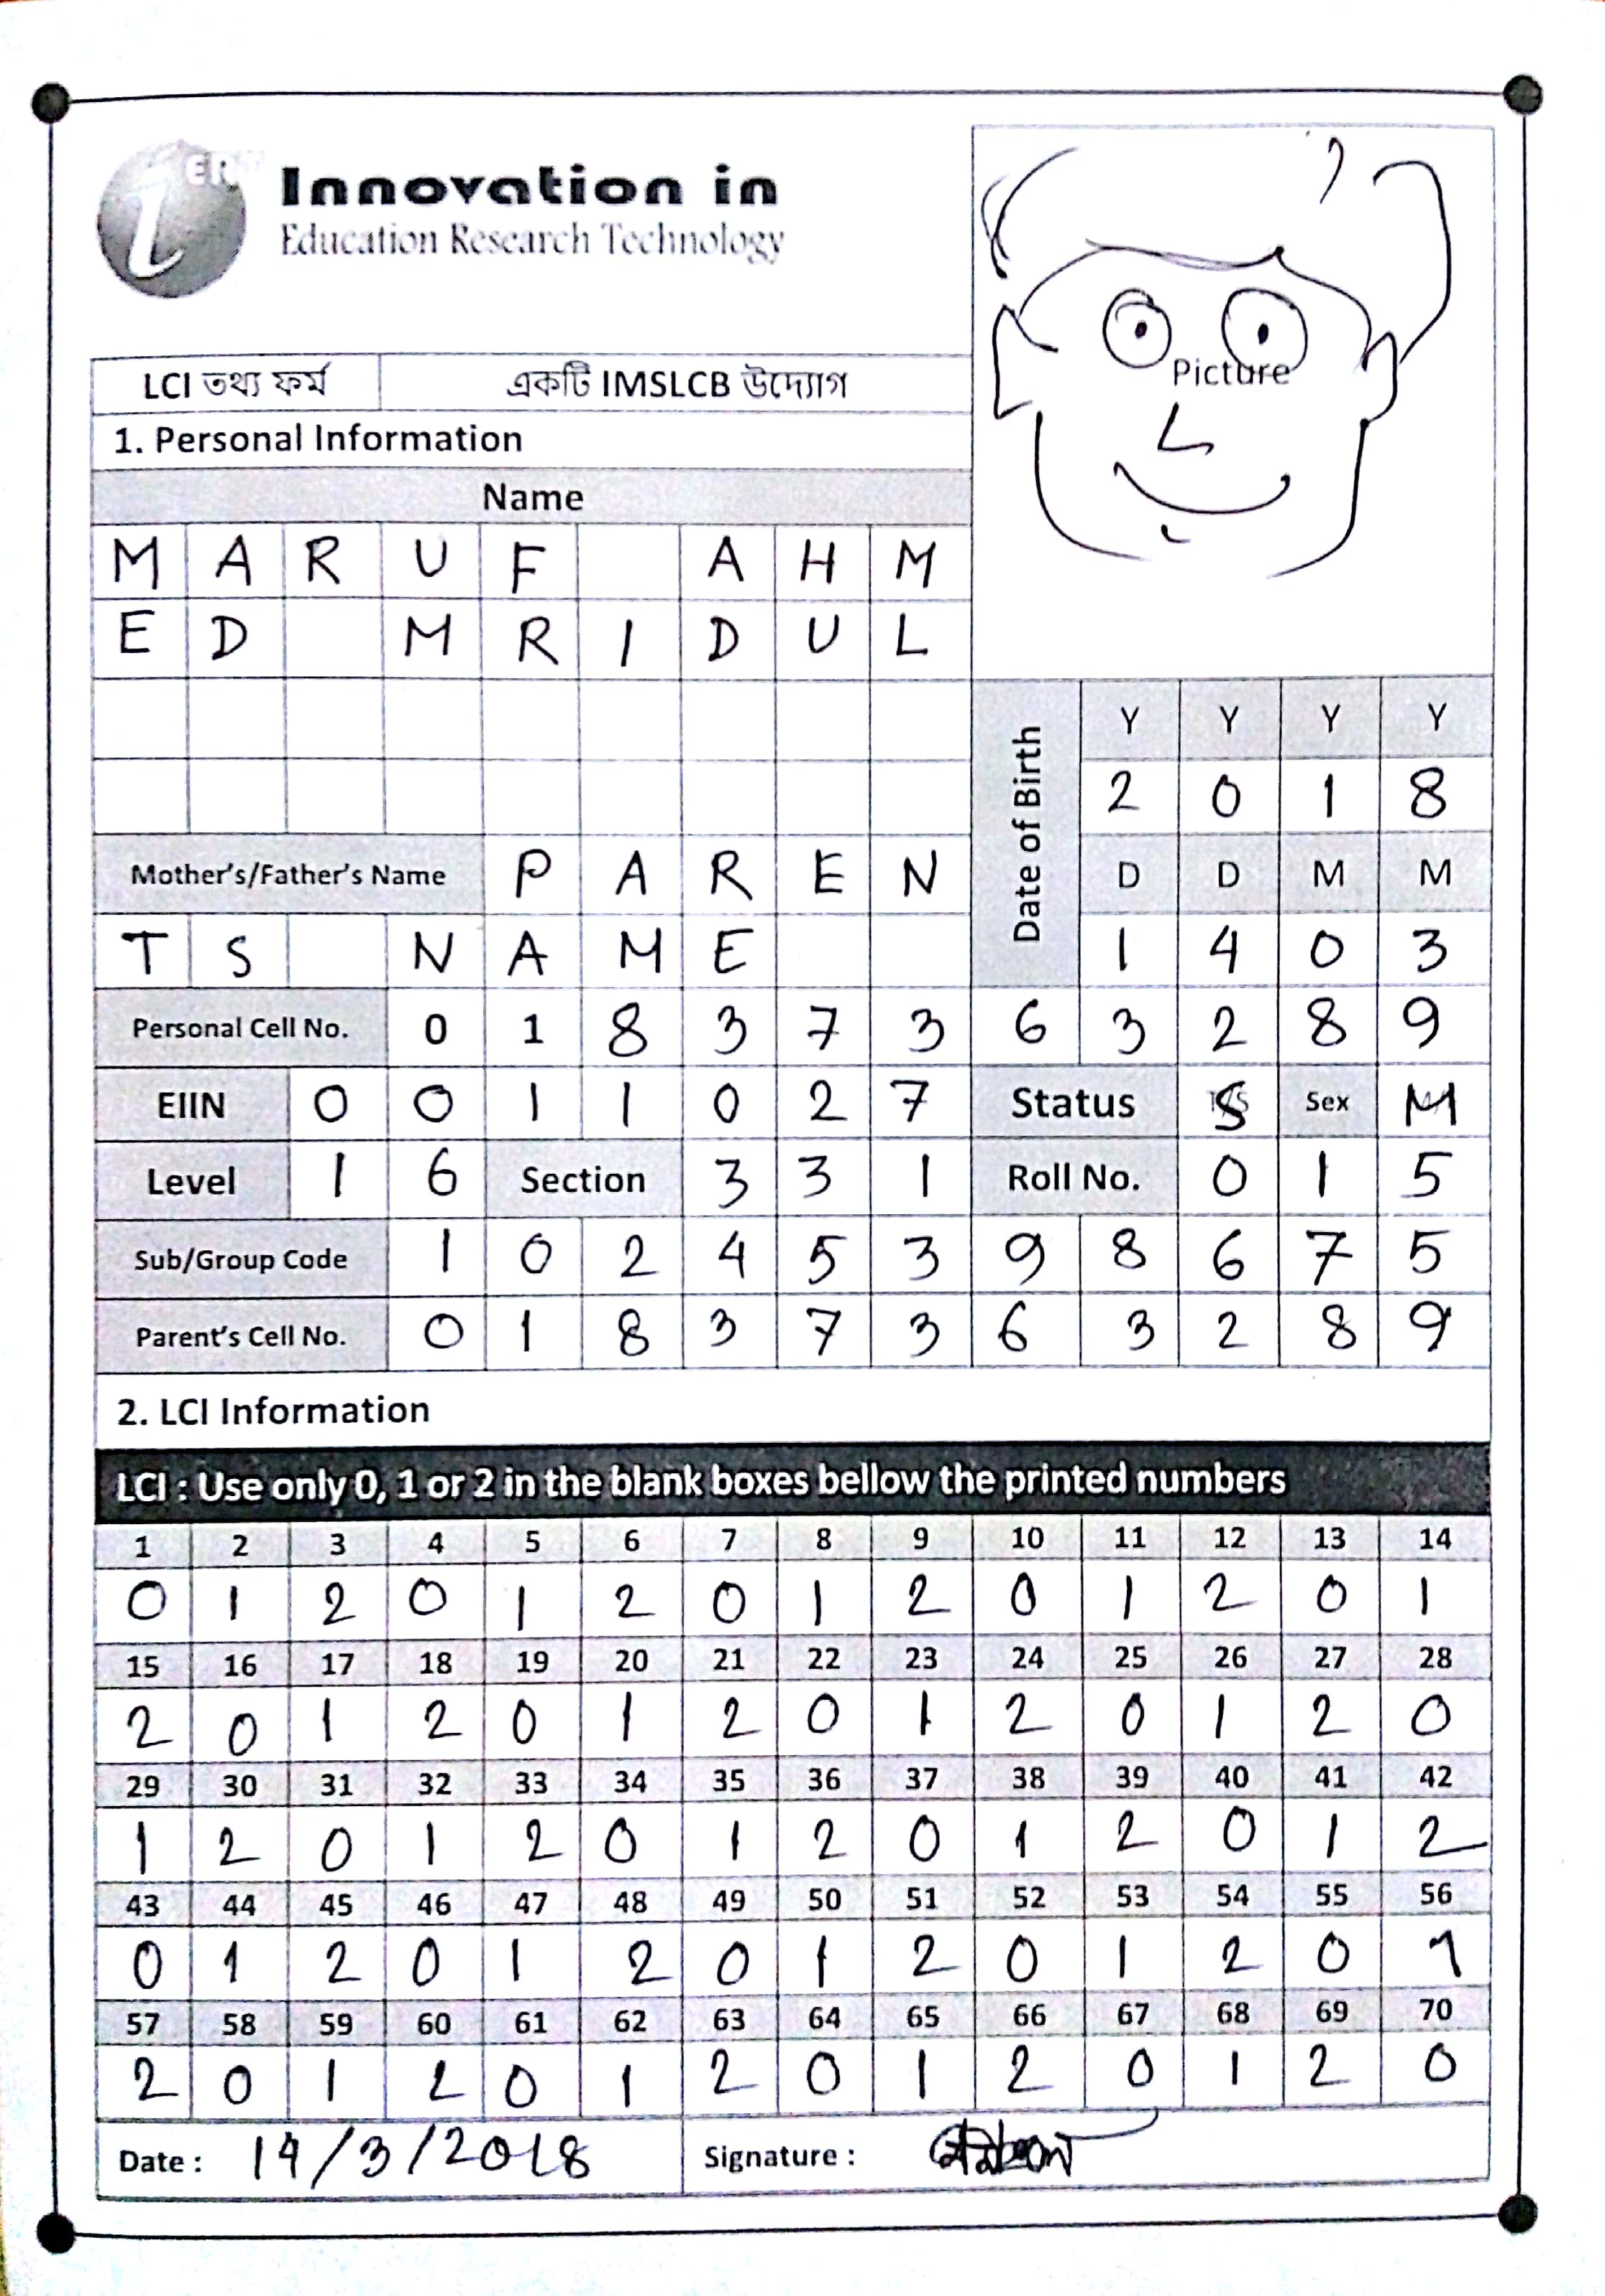 iERT
Innovation in
Education Research Technology
Picture
LCI তথ্য ফর্ম একটি IMSLCB উদ্যোগ
1. Personal Information
Name
M A R U F A H M
E D M R I D U L
Date of Birth
Y Y Y Y
2 0 1 8
Mother's/Father's Name P A R E N
D D M M
T S N A M E
1 4 0 3
Personal Cell No. 0 1 8 3 7 3 6 3 2 8 9
EIIN 0 0 1 1 0 2 7 Status S Sex M
Level 1 6 Section 3 3 1 Roll No. 0 1 5
Sub/Group Code 1 0 2 4 5 3 9 8 6 7 5
Parent's Cell No. 0 1 8 3 7 3 6 3 2 8 9
2. LCI Information
LCI : Use only 0, 1 or 2 in the blank boxes bellow the printed numbers
1 2 3 4 5 6 7 8 9 10 11 12 13 14
0 1 2 0 1 2 0 1 2 0 1 2 0 1
15 16 17 18 19 20 21 22 23 24 25 26 27 28
2 0 1 2 0 1 2 0 1 2 0 1 2 0
29 30 31 32 33 34 35 36 37 38 39 40 41 42
1 2 0 1 2 0 1 2 0 1 2 0 1 2
43 44 45 46 47 48 49 50 51 52 53 54 55 56
0 1 2 0 1 2 0 1 2 0 1 2 0 1
57 58 59 60 61 62 63 64 65 66 67 68 69 70
2 0 1 2 0 1 2 0 1 2 0 1 2 0
Date : 14/3/2018 Signature :